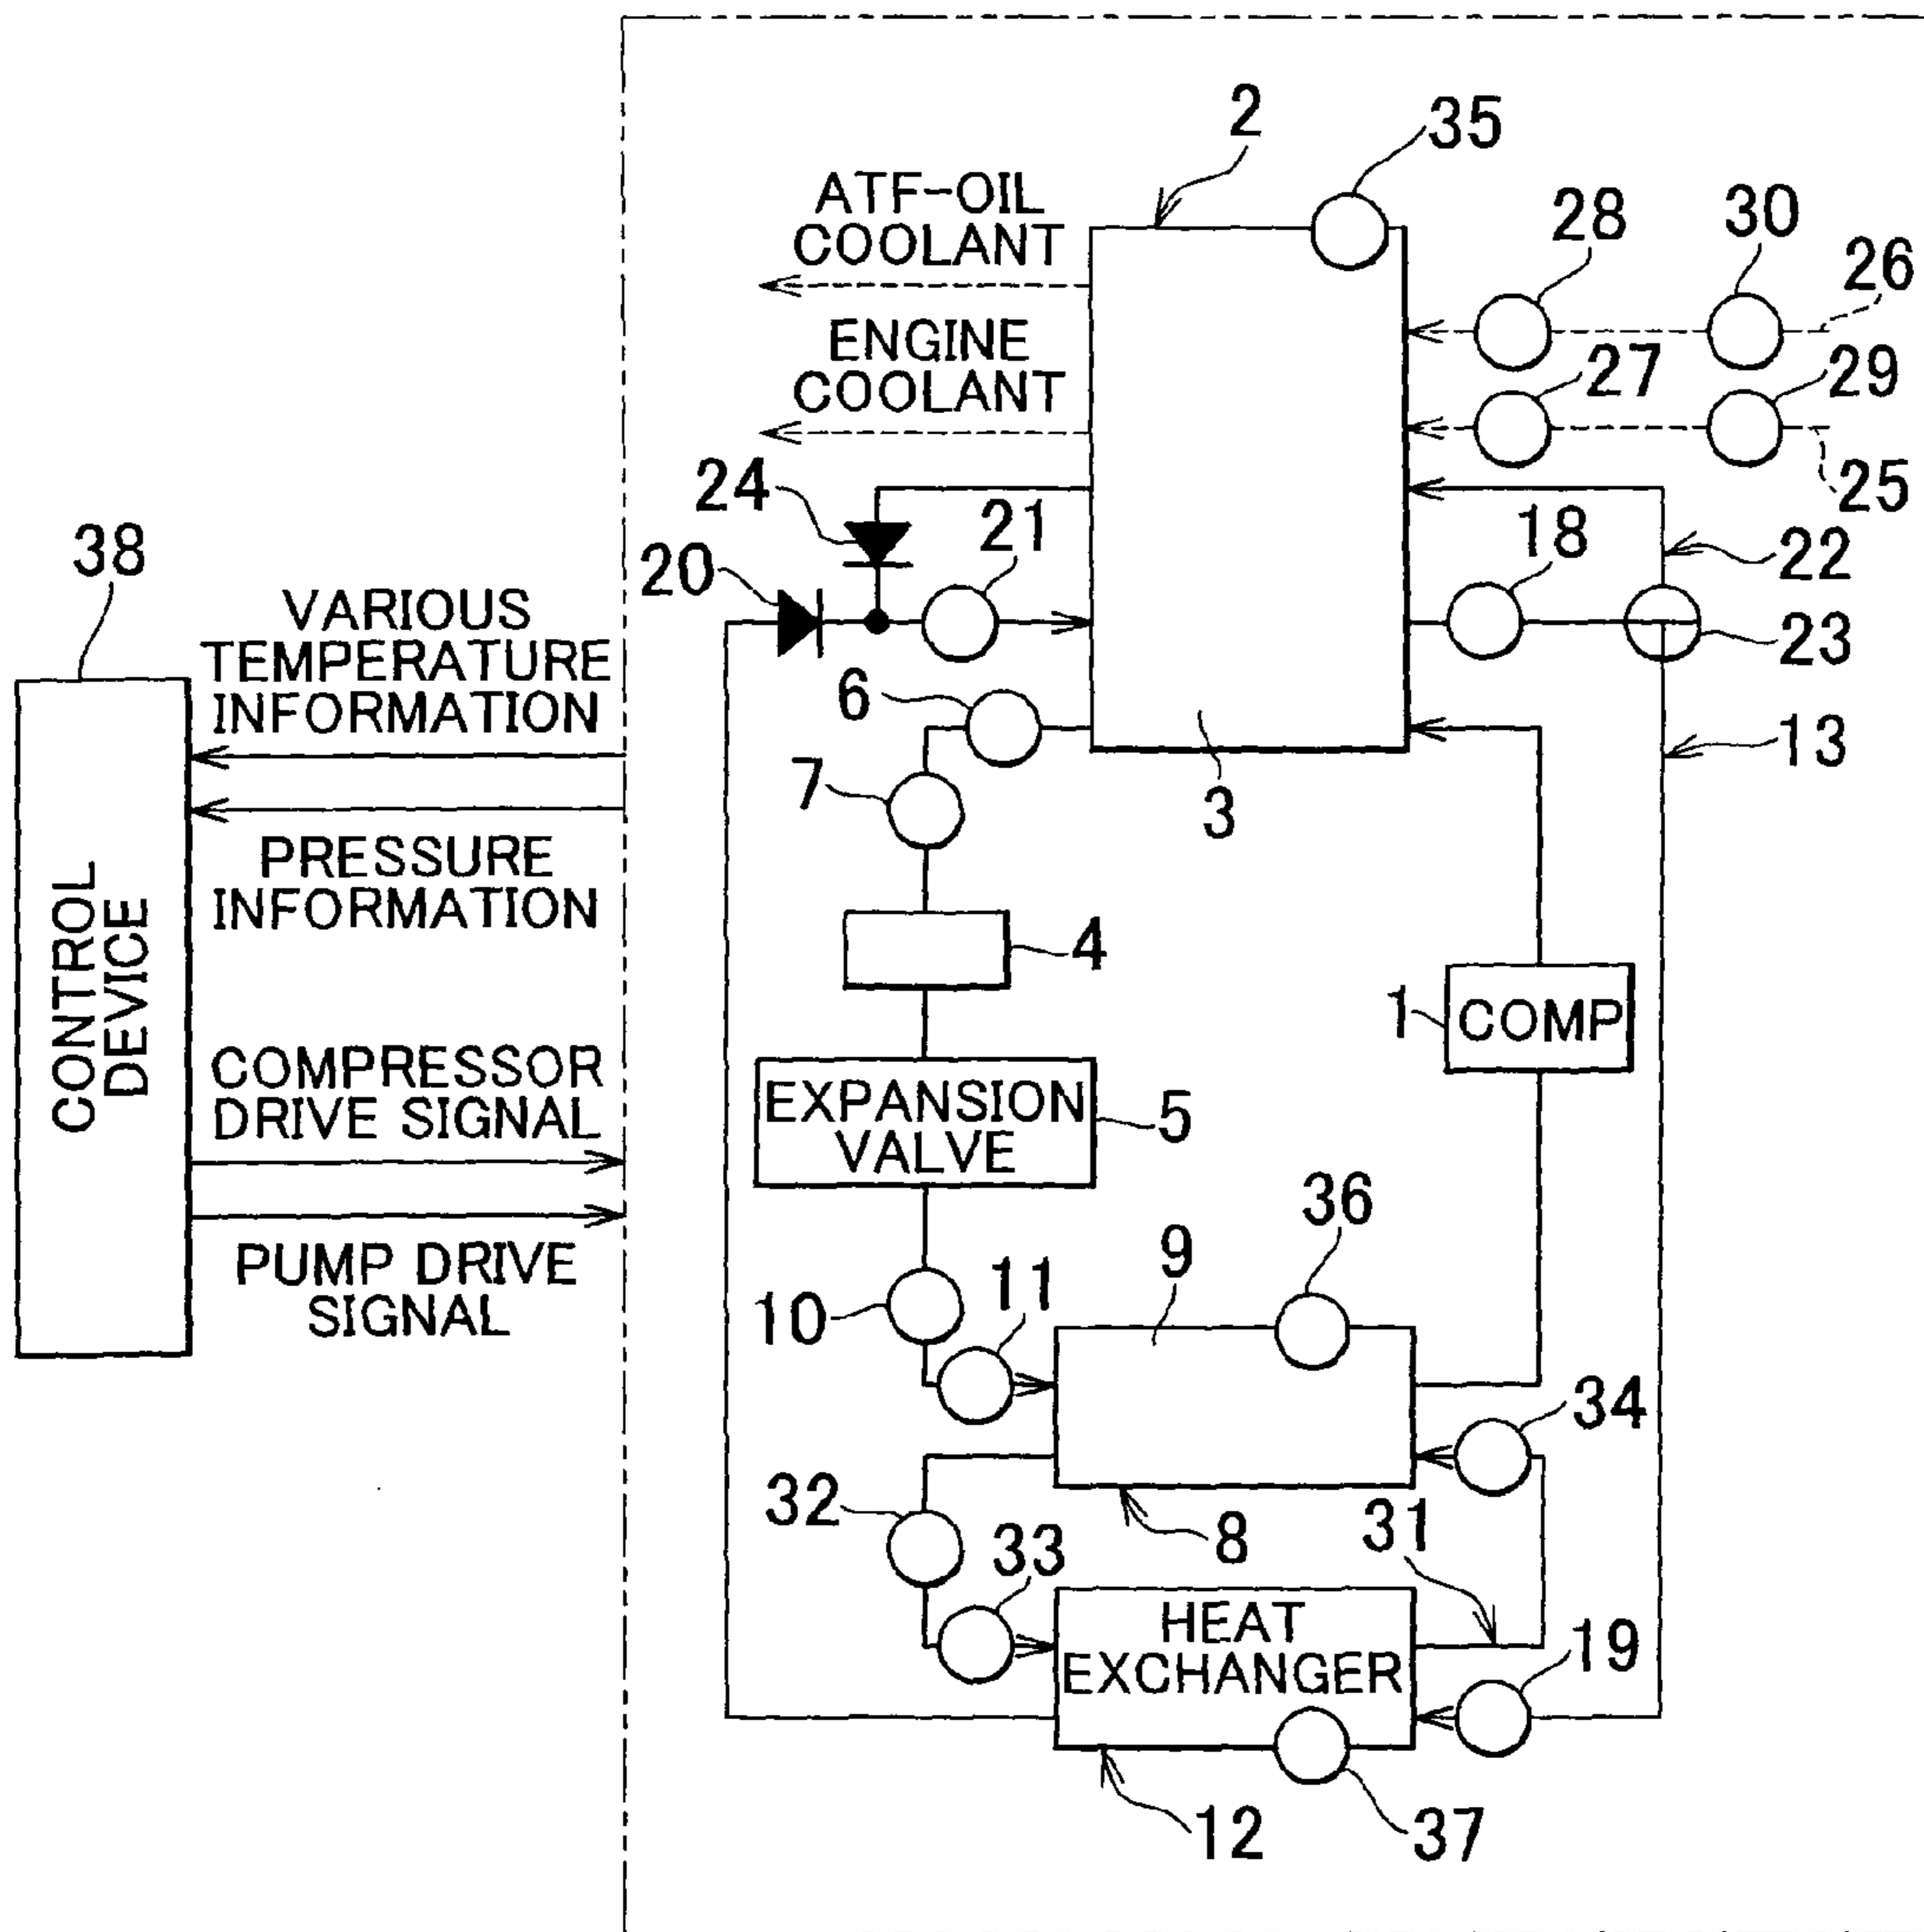 2
35
ATF-OIL
COOLANT
28
30
26
ENGINE
COOLANT
27
29
25
24
21
18
22
20
23
38
VARIOUS
TEMPERATURE
INFORMATION
6
13
7
3
PRESSURE
INFORMATION
CONTROL
DEVICE
4
1
COMP
COMPRESSOR
DRIVE SIGNAL
EXPANSION
VALVE
5
PUMP DRIVE
SIGNAL
36
9
11
10
34
32
8
31
33
HEAT
EXCHANGER
19
12
37